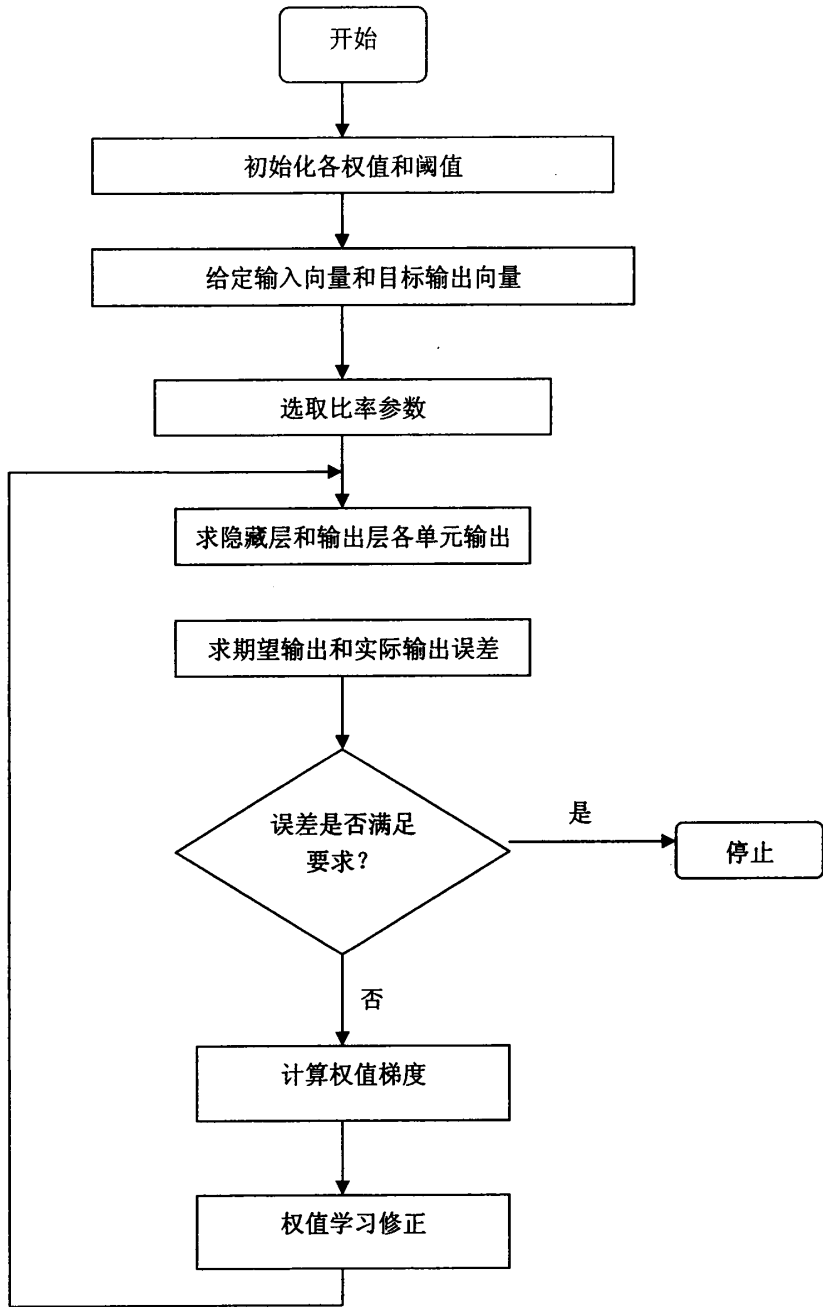 开始
初始化各权值和阈值
给定输入向量和目标输出向量
选取比率参数
求隐藏层和输出层各单元输出
求期望输出和实际输出误差
误差是否满足
要求？
是
停止
否
计算权值梯度
权值学习修正